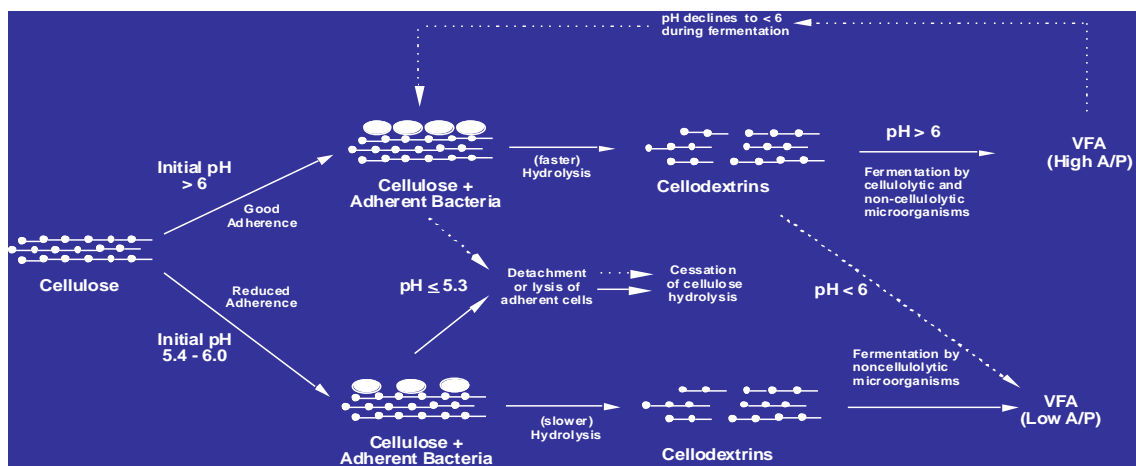 pH declines to < 6
during fermentation
Initial pH
> 6
Good
Adherence
Cellulose
Reduced
Adherence
Initial pH
5.4 - 6.0
Cellulose +
Adherent Bacteria
(faster)
Hydrolysis
Cellodextrins
pH > 6
Fermentation by
cellulolytic and
non-cellulolytic
microorganisms
VFA
(High A/P)
pH ≤ 5.3
Detachment
or lysis of
adherent cells
Cessation
of cellulose
hydrolysis
pH < 6
Cellulose +
Adherent Bacteria
(slower)
Hydrolysis
Cellodextrins
Fermentation by
noncellulolytic
microorganisms
VFA
(Low A/P)